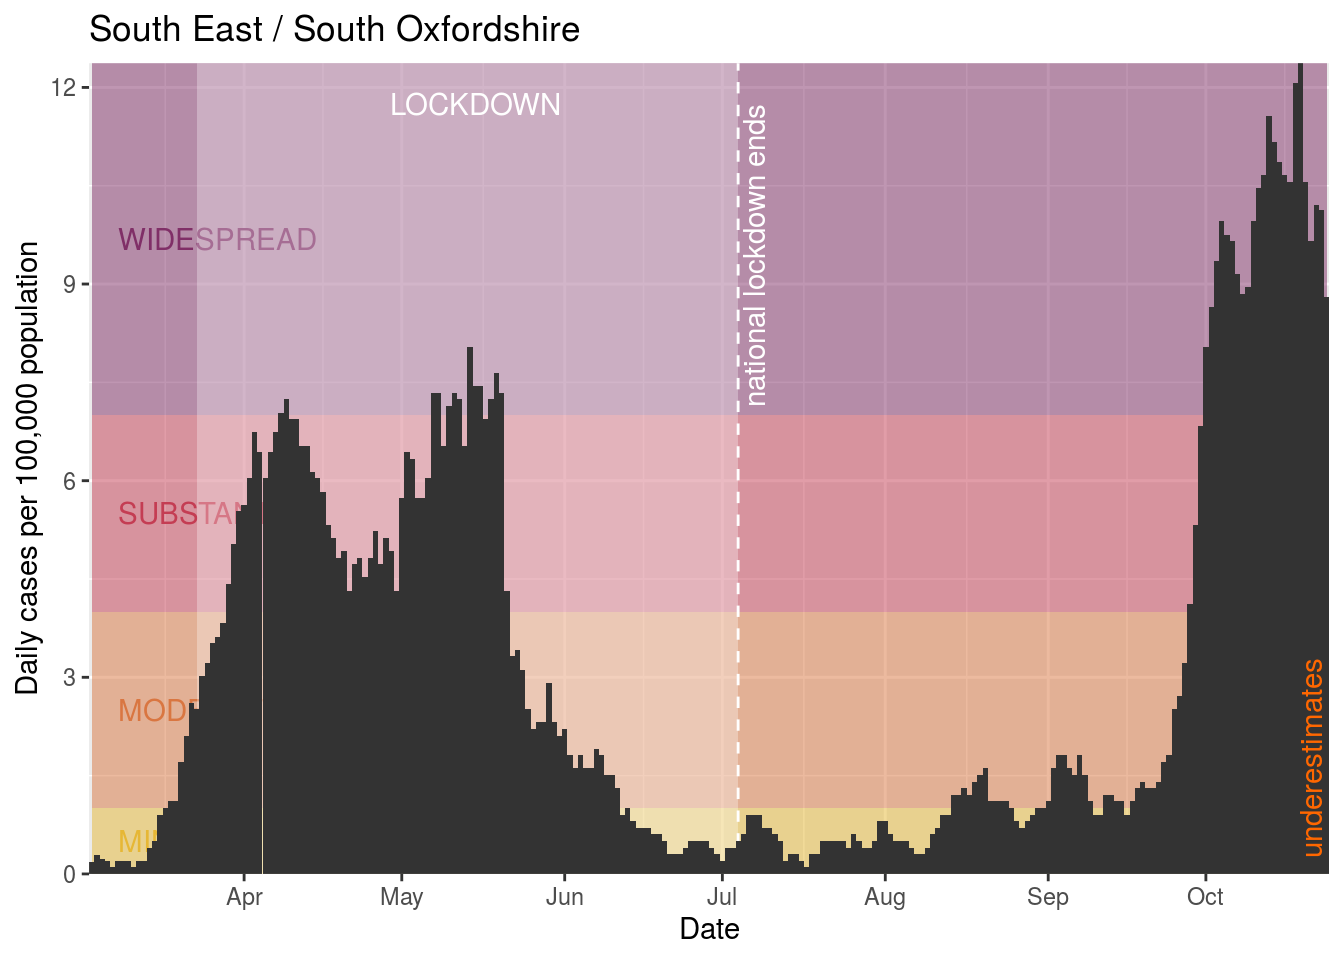 South East / South Oxfordshire
LOCKDOWN
national lockdown ends
WIDESPREAD
SUBSTAN
MOD
MI
underestimates
12
9
6
3
0
Daily cases per 100,000 population
Apr May Jun Jul Aug Sep Oct
Date